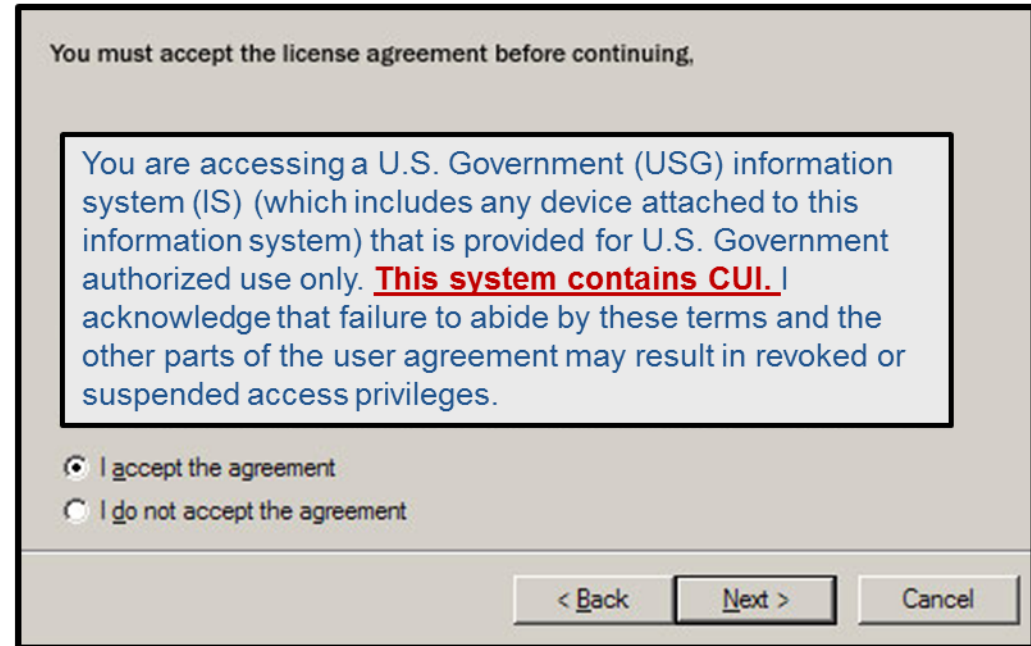 You must accept the license agreement before continuing,
You are accessing a U.S. Government (USG) information
system (IS) (which includes any device attached to this
information system) that is provided for U.S. Government
authorized use only. This system contains CUI. I
acknowledge that failure to abide by these terms and the
other parts of the user agreement may result in revoked or
suspended access privileges.
I accept the agreement
I do not accept the agreement
< Back Next > Cancel